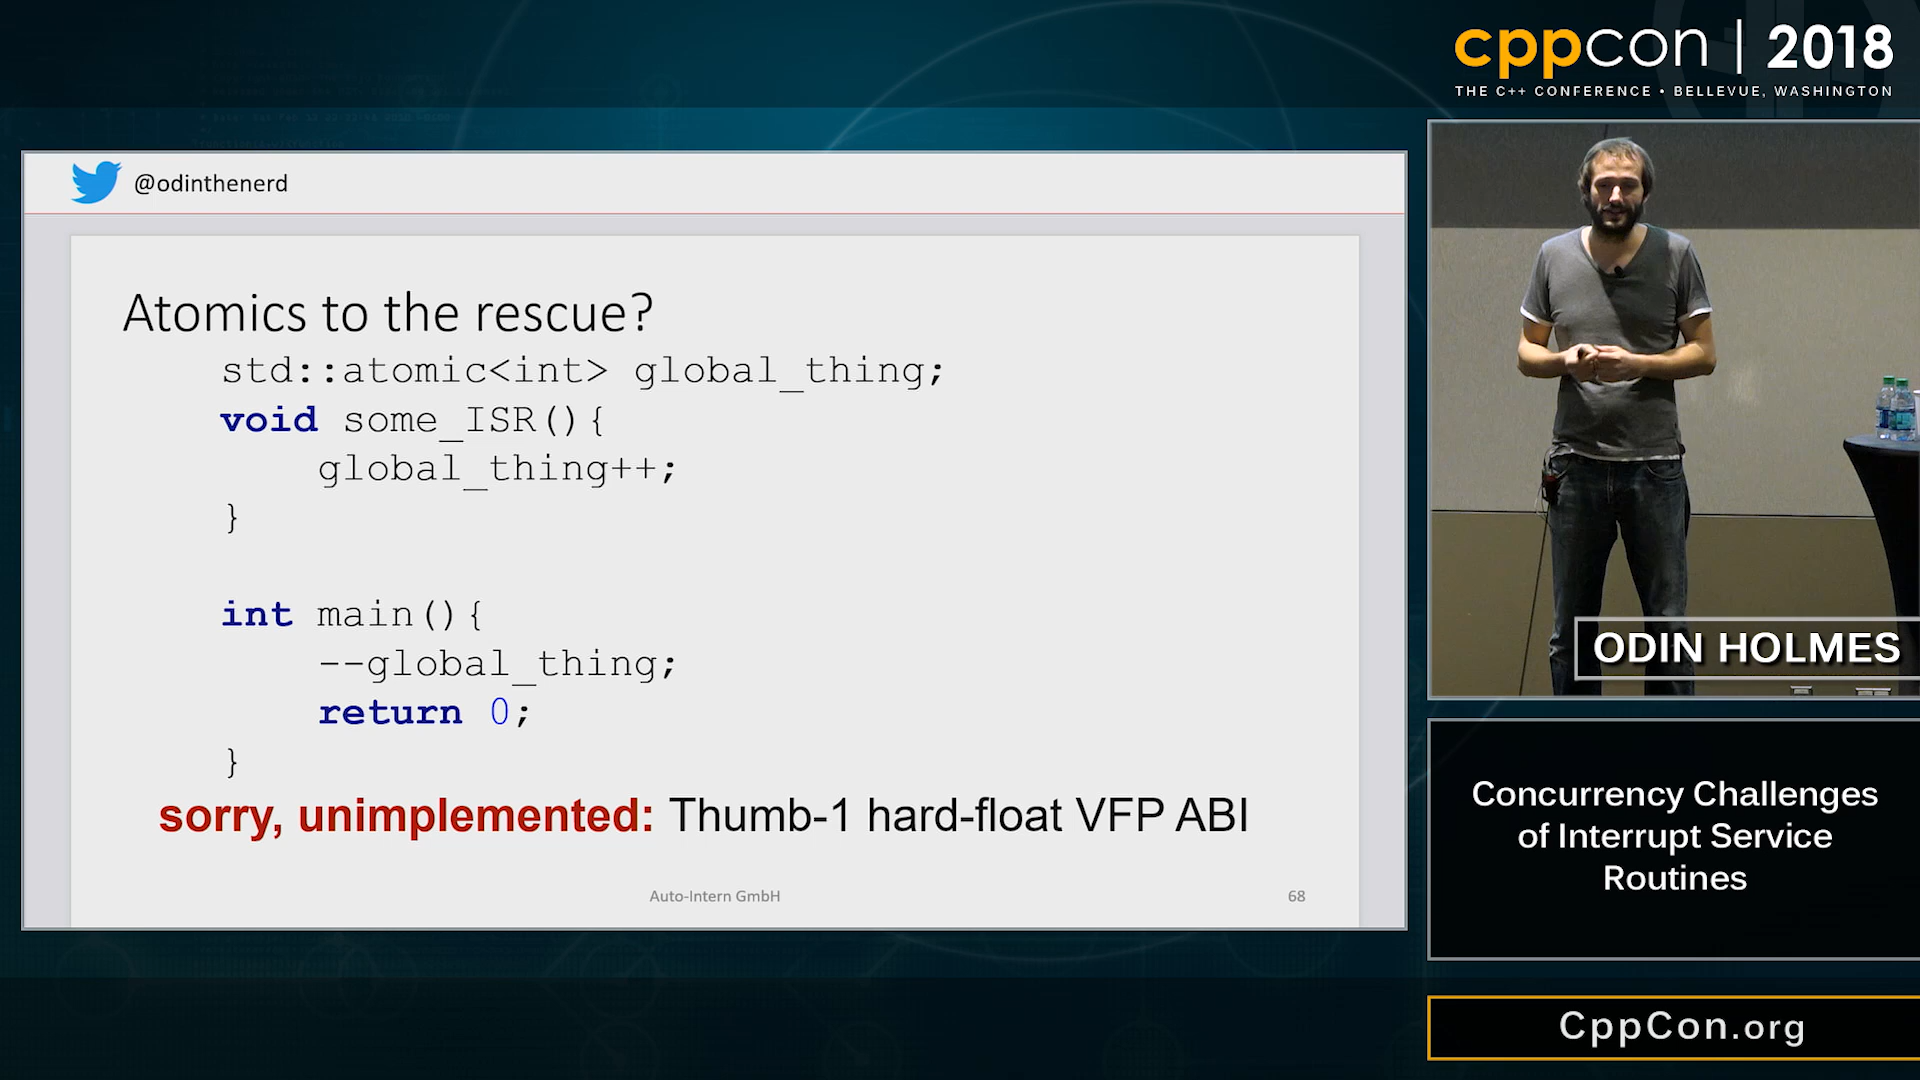 cppcon | 2018
THE C++ CONFERENCE • BELLEVUE, WASHINGTON
@odinthenerd
Atomics to the rescue?
std::atomic<int> global_thing;
void some_ISR(){
global_thing++;
}
int main(){
--global_thing;
return 0;
}
sorry, unimplemented: Thumb-1 hard-float VFP ABI
Auto-Intern GmbH
68
ODIN HOLMES
Concurrency Challenges
of Interrupt Service
Routines
CppCon.org